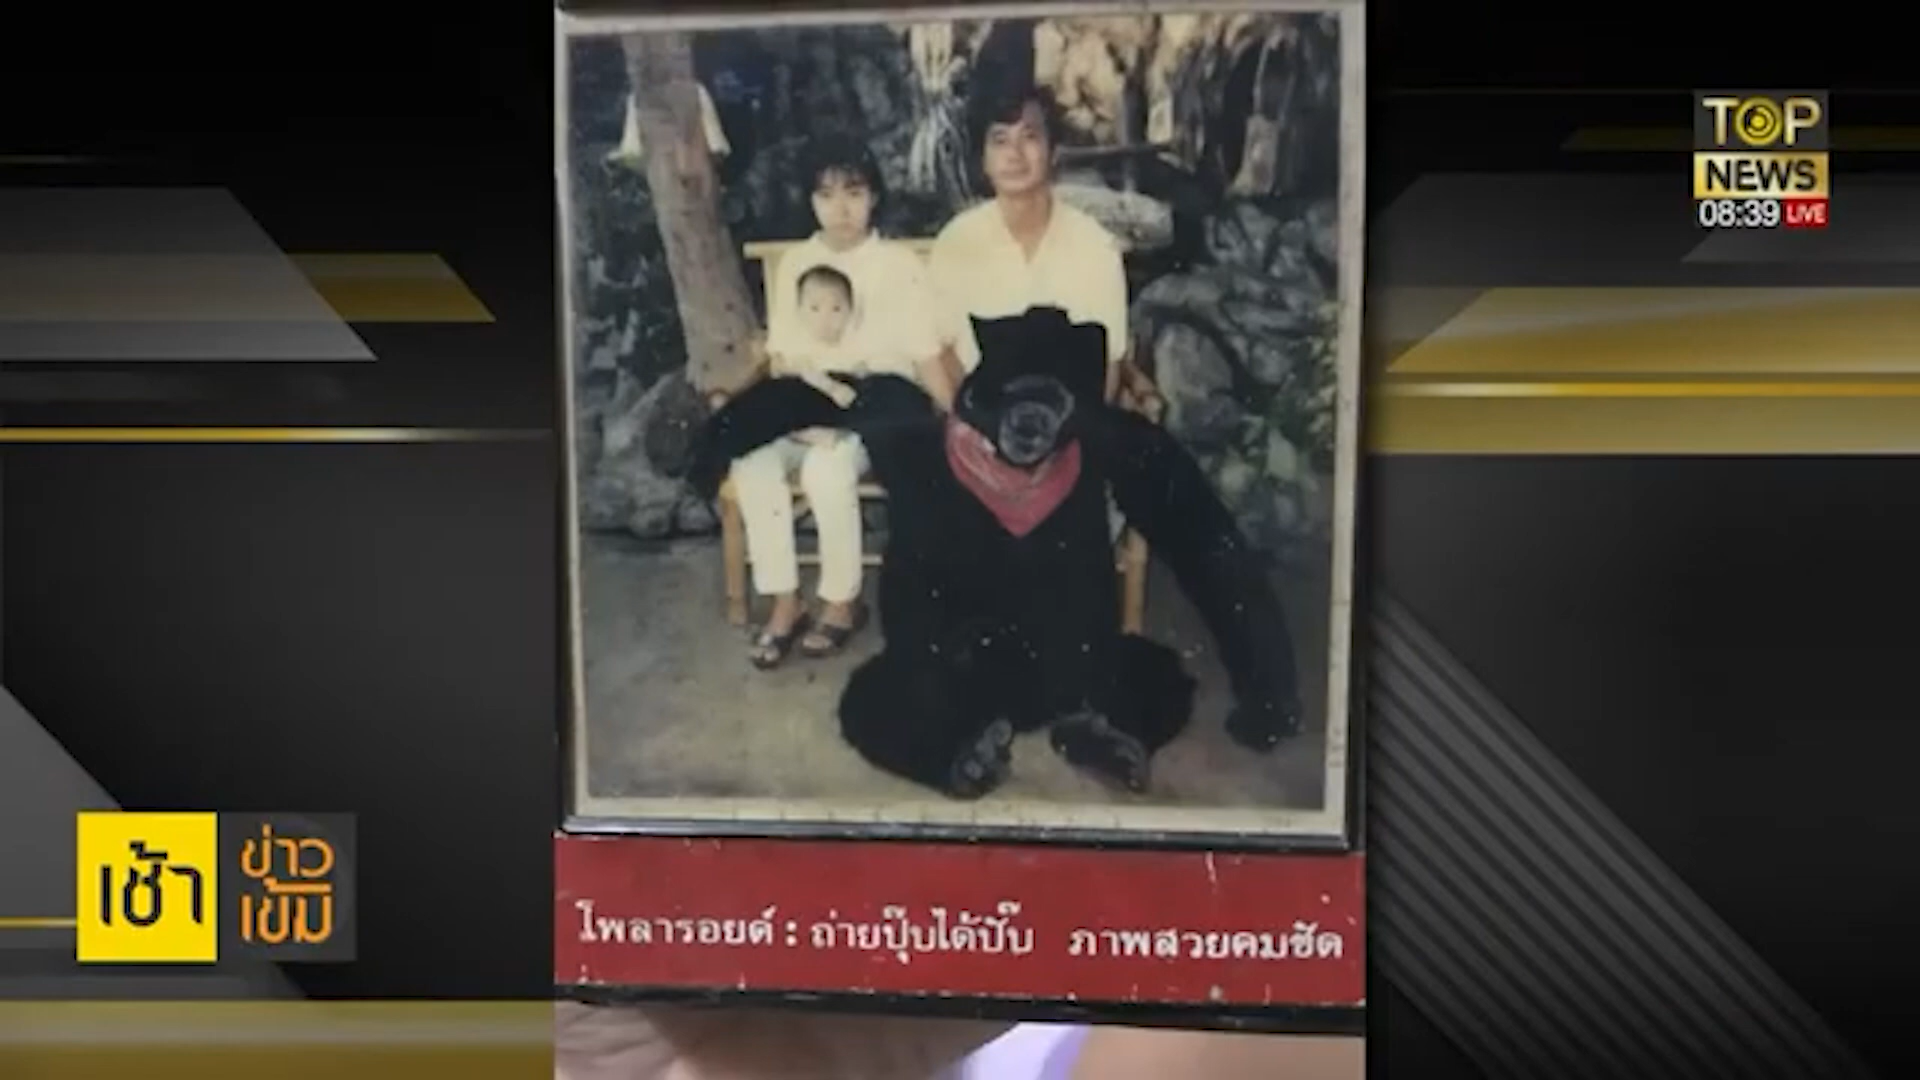 TOP
NEWS
08:39 LIVE
เช้า
ข่าว
เข้ม
โพลารอยด์ : ถ่ายปุ๊บได้ปั๊บ ภาพสวยคมชัด